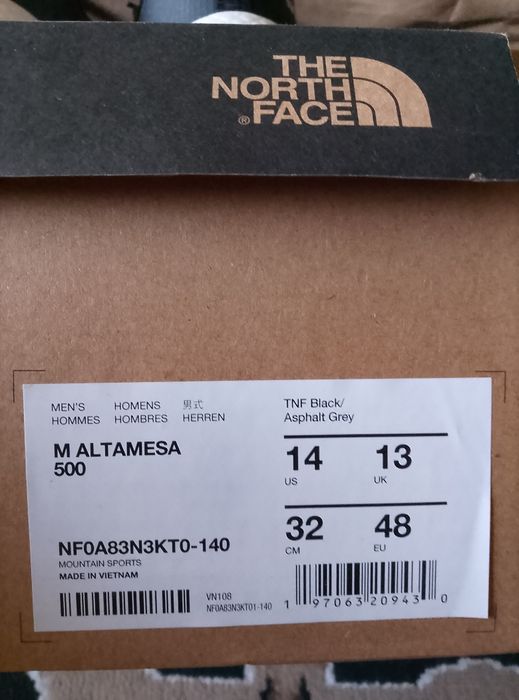 THE
NORTH
® FACE
MEN'S HOMENS 男式
HOMMES HOMBRES HERREN
M ALTAMESA
500
NF0A83N3KT0-140
MOUNTAIN SPORTS
MADE IN VIETNAM
VN108
NF0A83N3KT01-140
TNF Black/
Asphalt Grey
14 13
US UK
32 48
CM EU
1 97063 20943 0